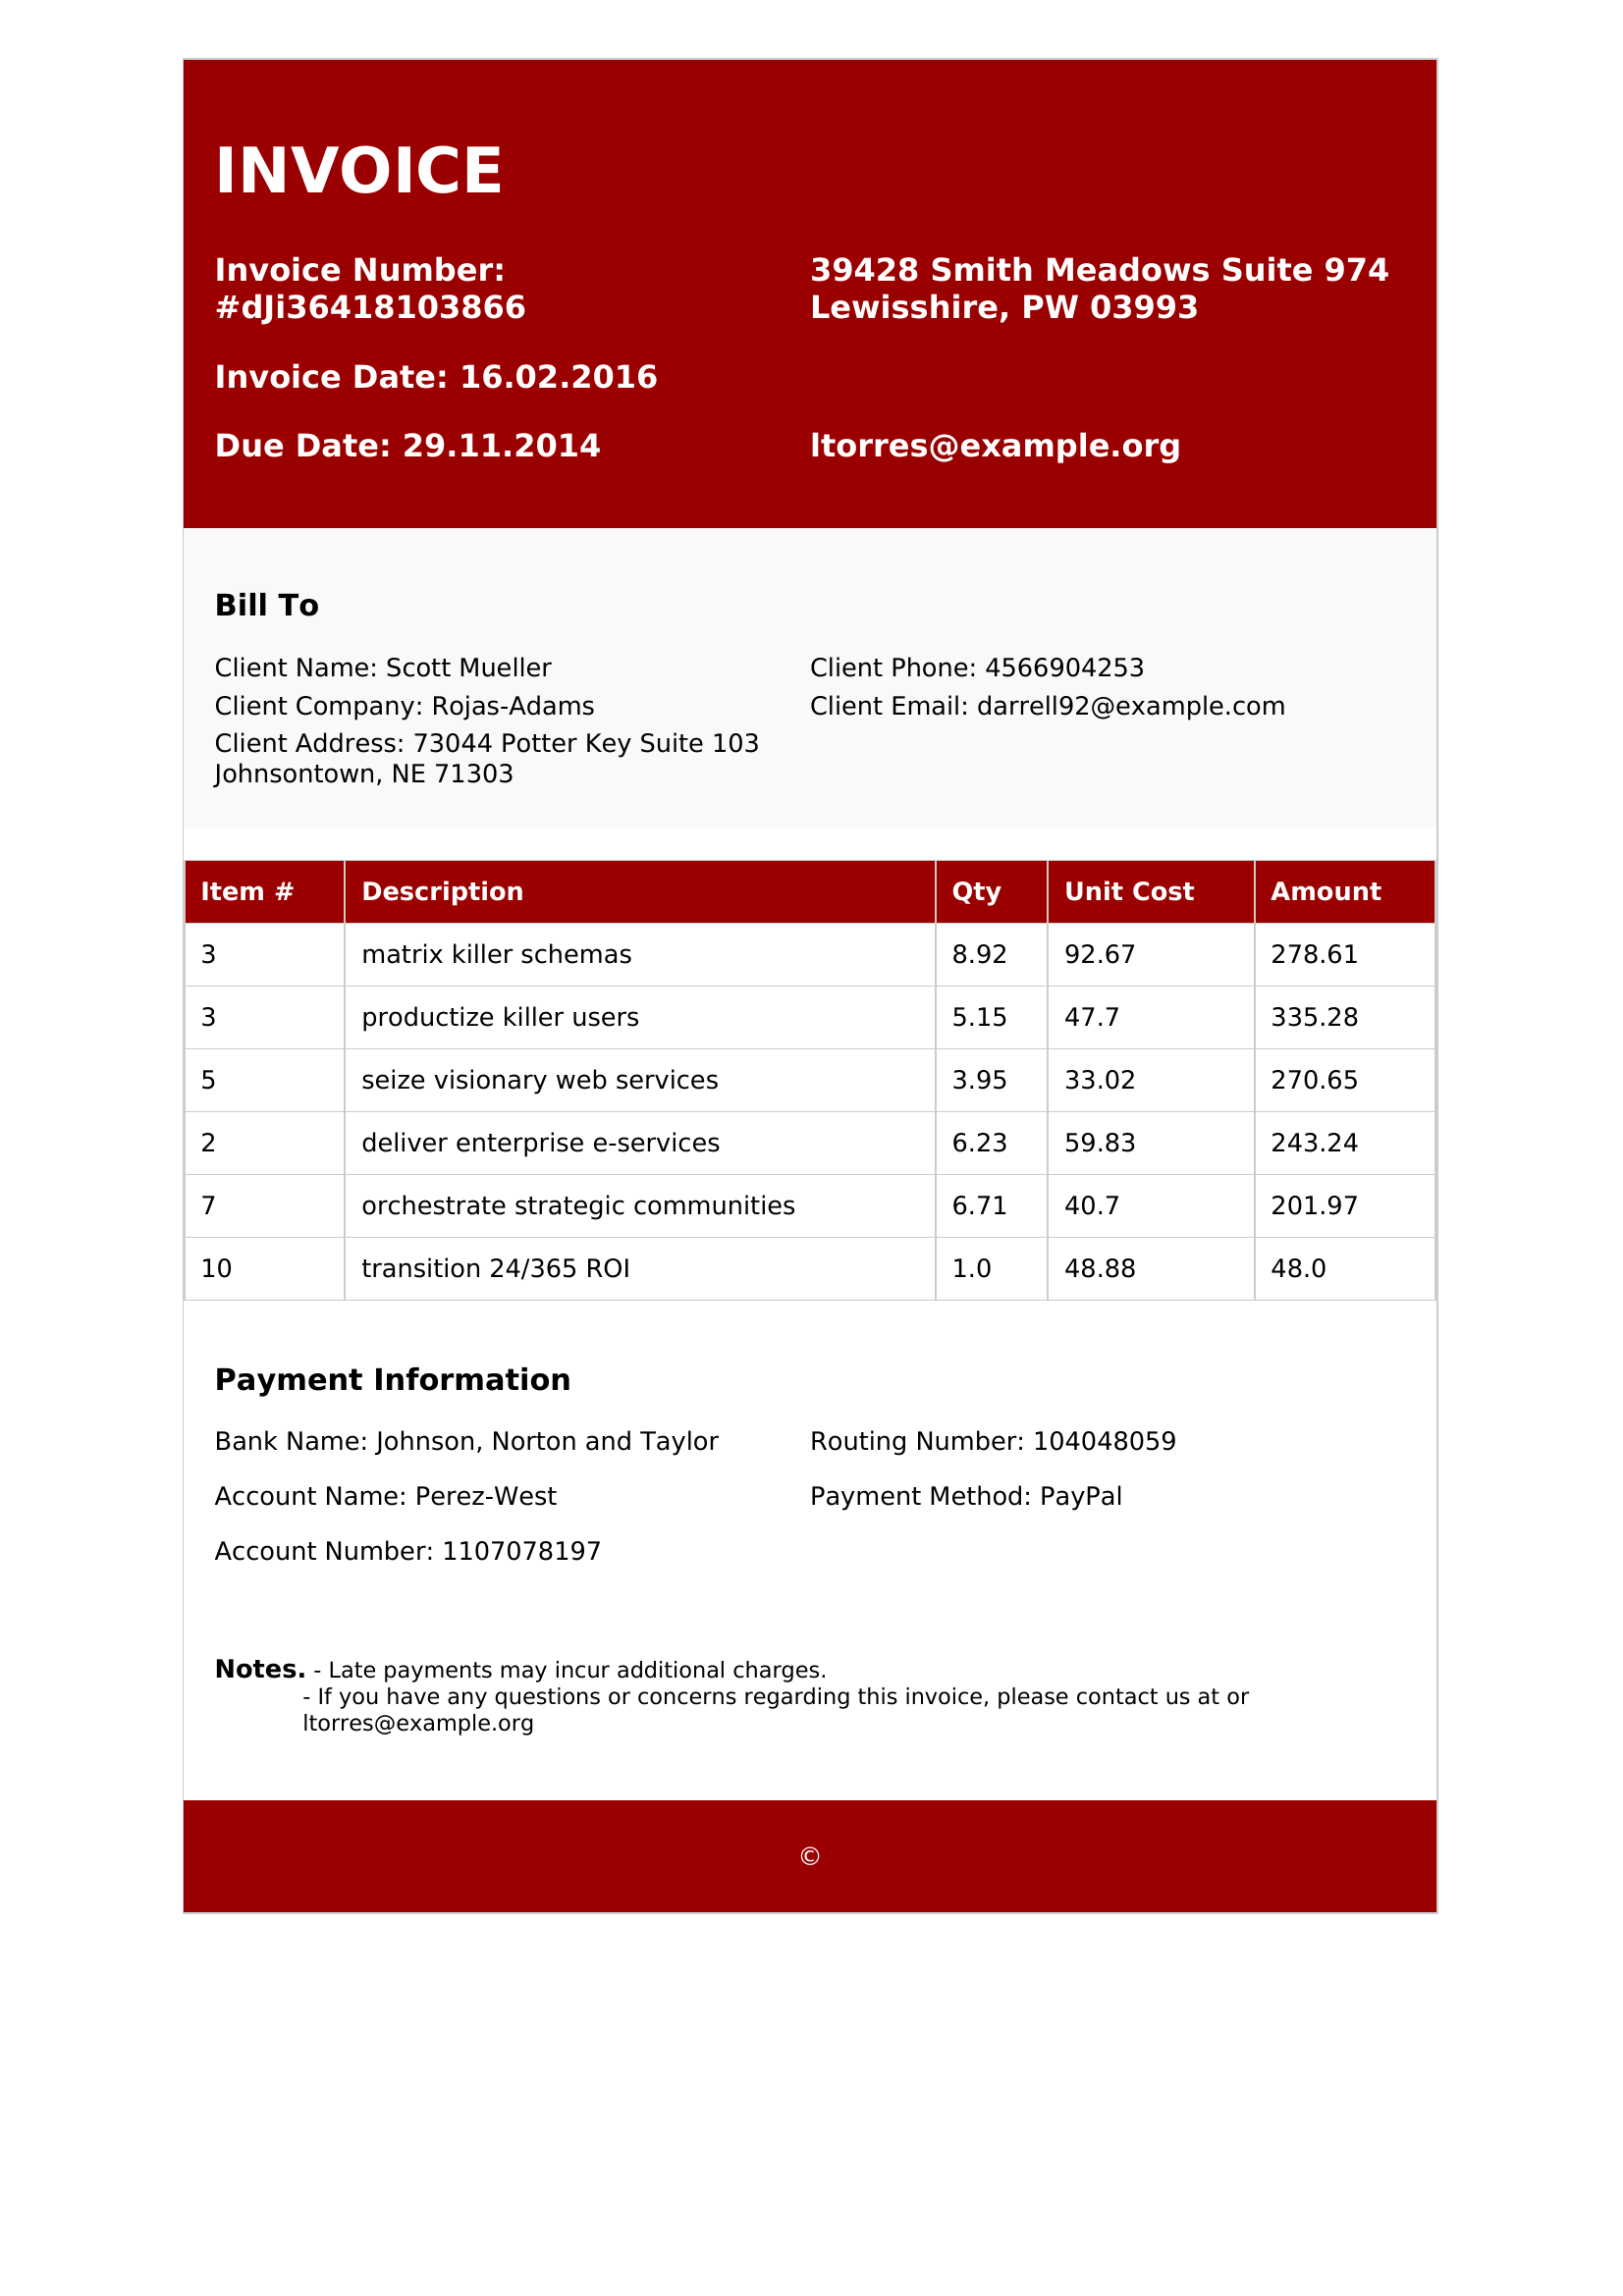 INVOICE
Invoice Number:
#dJi36418103866
Invoice Date: 16.02.2016
Due Date: 29.11.2014
39428 Smith Meadows Suite 974
Lewisshire, PW 03993
ltorres@example.org
Bill To
Client Name: Scott Mueller
Client Company: Rojas-Adams
Client Address: 73044 Potter Key Suite 103
Johnsontown, NE 71303
Client Phone: 4566904253
Client Email: darrell92@example.com
Item # Description Qty Unit Cost Amount
3 matrix killer schemas 8.92 92.67 278.61
3 productize killer users 5.15 47.7 335.28
5 seize visionary web services 3.95 33.02 270.65
2 deliver enterprise e-services 6.23 59.83 243.24
7 orchestrate strategic communities 6.71 40.7 201.97
10 transition 24/365 ROI 1.0 48.88 48.0
Payment Information
Bank Name: Johnson, Norton and Taylor
Account Name: Perez-West
Account Number: 1107078197
Routing Number: 104048059
Payment Method: PayPal
Notes. - Late payments may incur additional charges.
- If you have any questions or concerns regarding this invoice, please contact us at or
ltorres@example.org
©